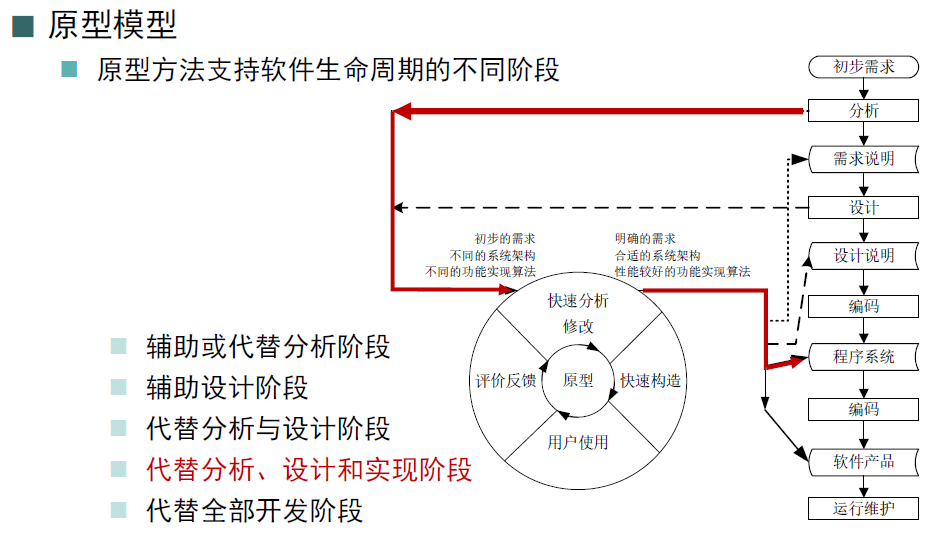 原型模型
原型方法支持软件生命周期的不同阶段
初步需求
分析
需求说明
设计
设计说明
编码
程序系统
编码
软件产品
运行维护
初步的需求
不同的系统架构
不同的功能实现算法
明确的需求
合适的系统架构
性能较好的功能实现算法
快速分析
修改
评价反馈
原型
快速构造
用户使用
辅助或代替分析阶段
辅助设计阶段
代替分析与设计阶段
代替分析、设计和实现阶段
代替全部开发阶段